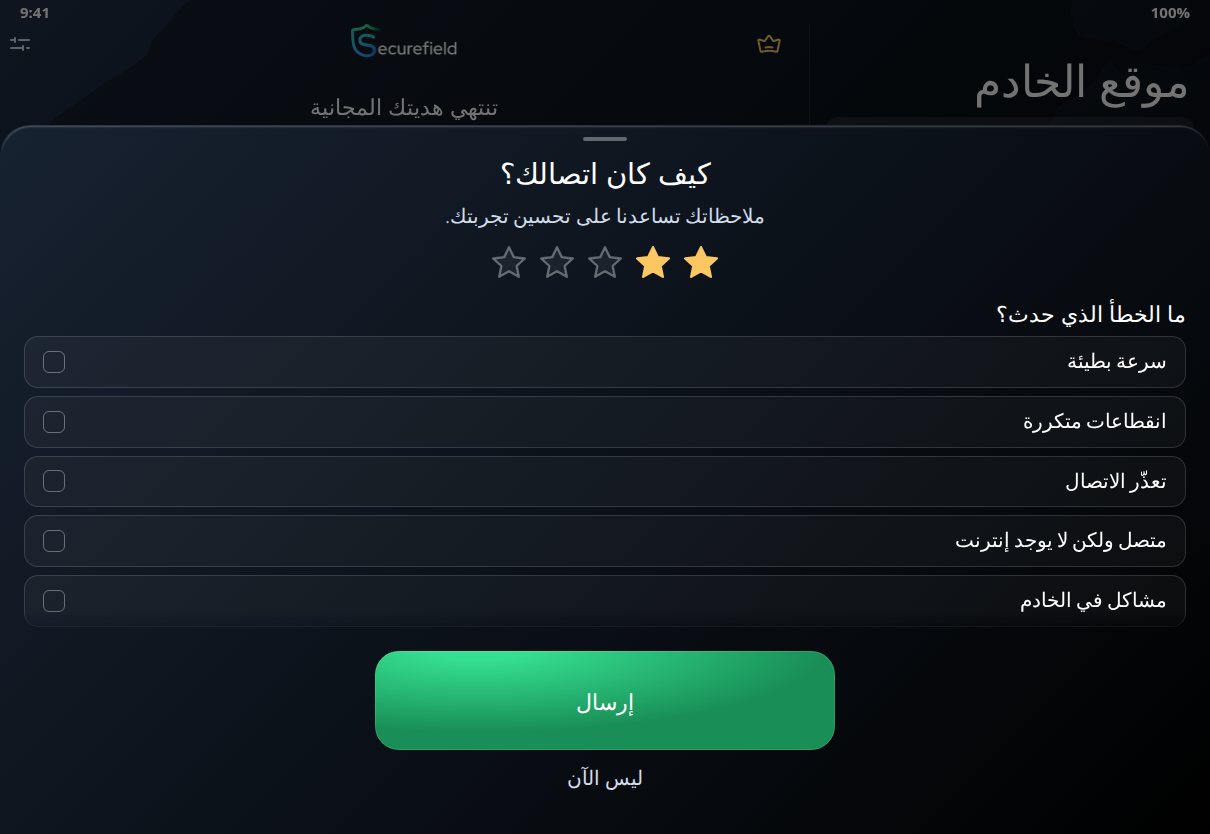 9:41
100%
Securefield
موقع الخادم
تنتهي هديتك المجانية
كيف كان اتصالك؟
ملاحظاتك تساعدنا على تحسين تجربتك.
ما الخطأ الذي حدث؟
سرعة بطيئة
انقطاعات متكررة
تعذّر الاتصال
متصل ولكن لا يوجد إنترنت
مشاكل في الخادم
إرسال
ليس الآن